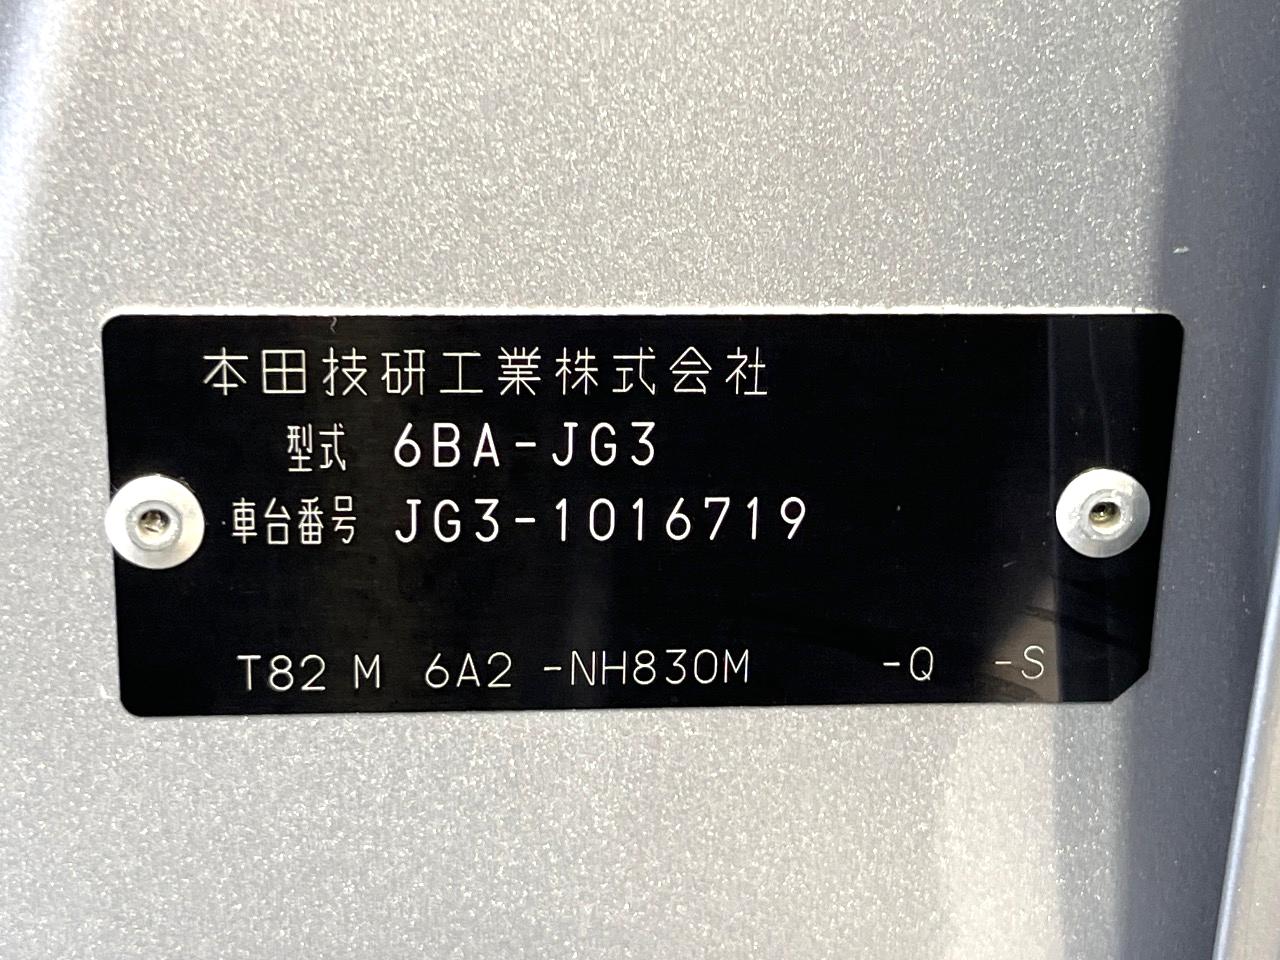 本田技研工業株式会社
型式 6BA-JG3
車台番号 JG3-1016719
T82 M 6A2 -NH830M -Q -S